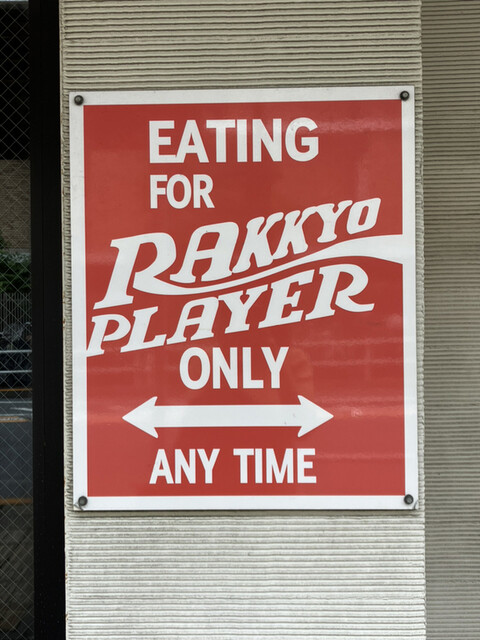 EATING
FOR
RAKKYO
PLAYER
ONLY
ANY TIME